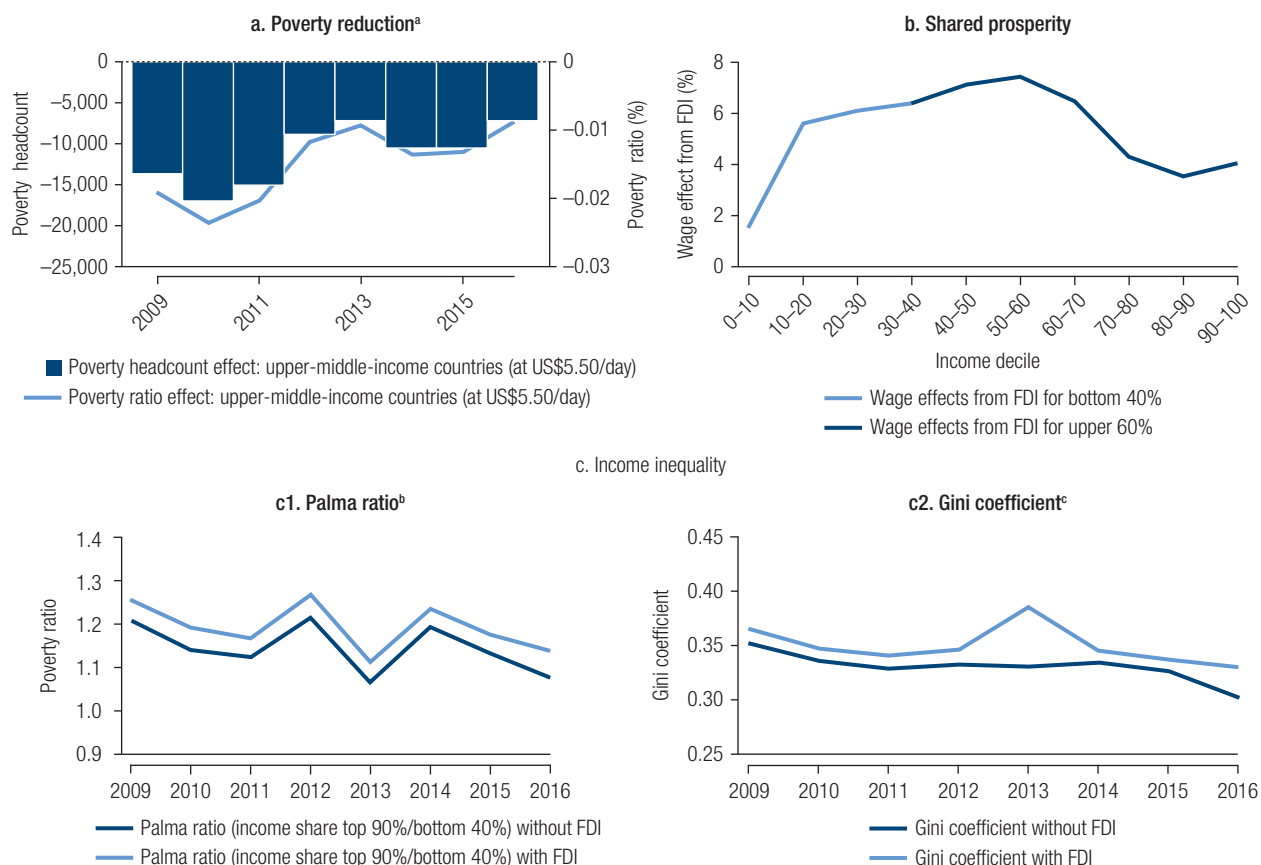 a. Poverty reductionᵃ
Poverty headcount
0
–5,000
–10,000
–15,000
–20,000
–25,000
0
–0.01
–0.02
–0.03
Poverty ratio (%)
2009
2011
2013
2015
Poverty headcount effect: upper-middle-income countries (at US$5.50/day)
Poverty ratio effect: upper-middle-income countries (at US$5.50/day)
b. Shared prosperity
Wage effect from FDI (%)
8
6
4
2
0
0–10
10–20
20–30
30–40
40–50
50–60
60–70
70–80
80–90
90–100
Income decile
Wage effects from FDI for bottom 40%
Wage effects from FDI for upper 60%
c. Income inequality
c1. Palma ratioᵇ
Poverty ratio
1.4
1.3
1.2
1.1
1.0
0.9
2009
2010
2011
2012
2013
2014
2015
2016
Palma ratio (income share top 90%/bottom 40%) without FDI
Palma ratio (income share top 90%/bottom 40%) with FDI
c2. Gini coefficientᶜ
Gini coefficient
0.45
0.40
0.35
0.30
0.25
2009
2010
2011
2012
2013
2014
2015
2016
Gini coefficient without FDI
Gini coefficient with FDI